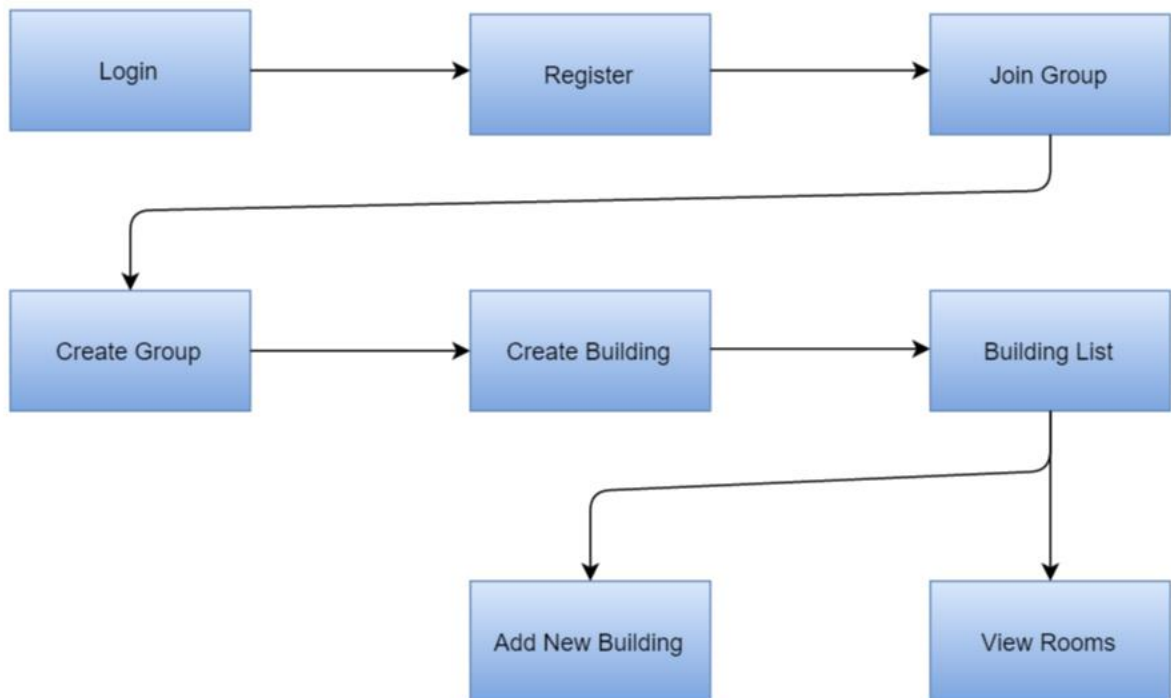 Login
Register
Join Group
Create Group
Create Building
Building List
Add New Building
View Rooms